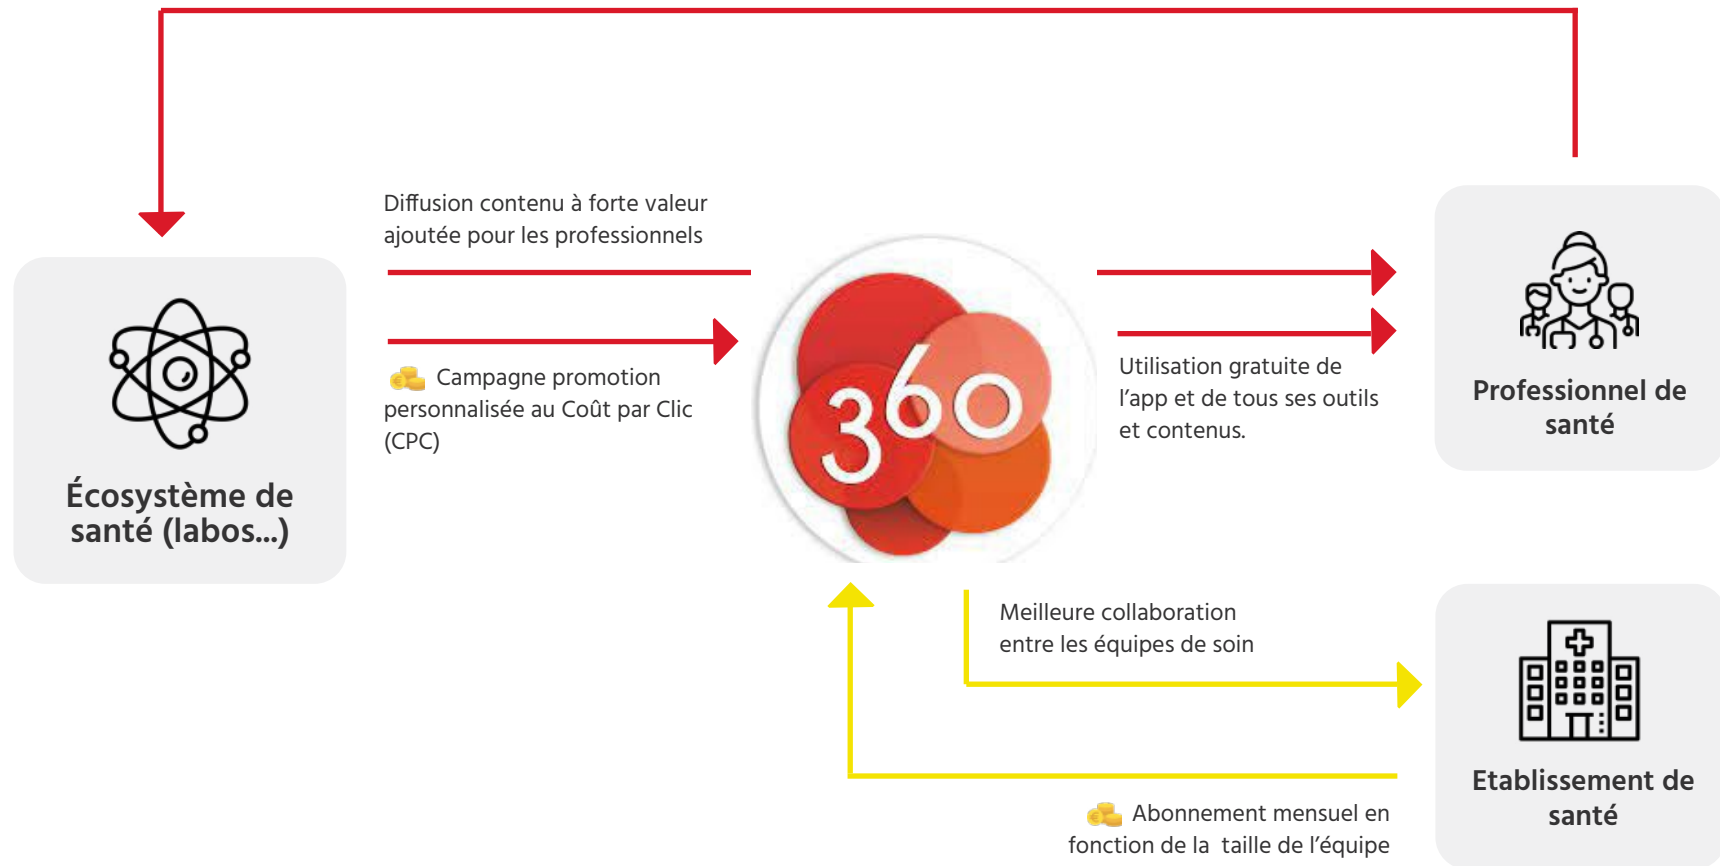 Diffusion contenu à forte valeur
ajoutée pour les professionnels
Campagne promotion
personnalisée au Coût par Clic
(CPC)
Écosystème de
santé (labos...)
360
Utilisation gratuite de
l'app et de tous ses outils
et contenus.
Professionnel de
santé
Meilleure collaboration
entre les équipes de soin
Abonnement mensuel en
fonction de la taille de l'équipe
Etablissement de
santé